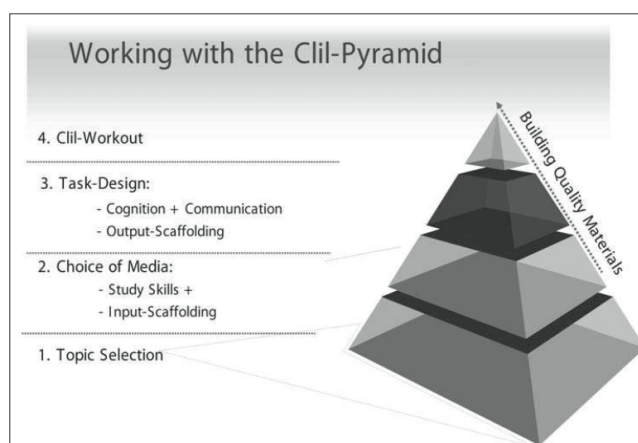 Working with the Clil-Pyramid
4. Clil-Workout
3. Task-Design:
- Cognition + Communication
- Output-Scaffolding
2. Choice of Media:
- Study Skills +
- Input-Scaffolding
1. Topic Selection
Building Quality Materials